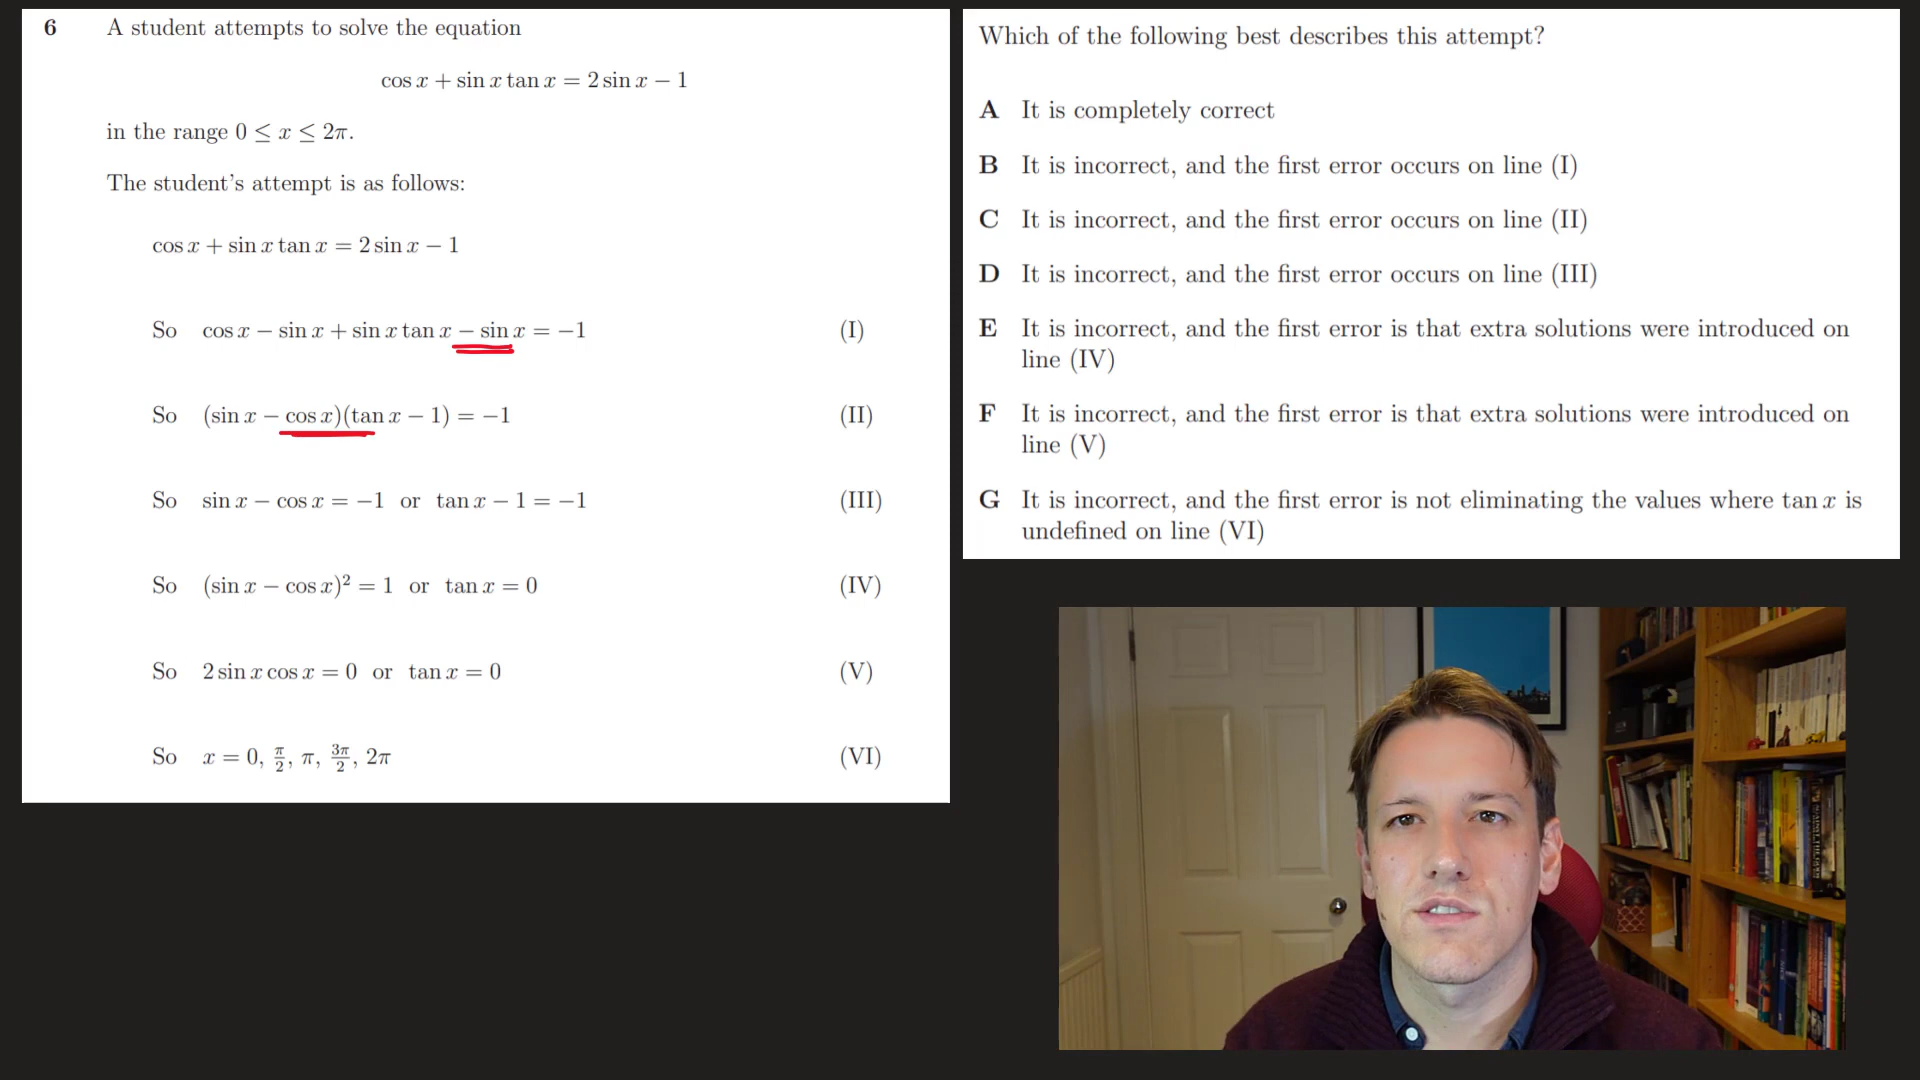 6 A student attempts to solve the equation
cos x + sin x tan x = 2 sin x − 1
in the range 0 ≤ x ≤ 2π.
The student's attempt is as follows:
cos x + sin x tan x = 2 sin x − 1
So cos x − sin x + sin x tan x − sin x = −1 (I)
So (sin x − cos x)(tan x − 1) = −1 (II)
So sin x − cos x = −1 or tan x − 1 = −1 (III)
So (sin x − cos x)² = 1 or tan x = 0 (IV)
So 2 sin x cos x = 0 or tan x = 0 (V)
So x = 0, π/2, π, 3π/2, 2π (VI)
Which of the following best describes this attempt?
A It is completely correct
B It is incorrect, and the first error occurs on line (I)
C It is incorrect, and the first error occurs on line (II)
D It is incorrect, and the first error occurs on line (III)
E It is incorrect, and the first error is that extra solutions were introduced on
line (IV)
F It is incorrect, and the first error is that extra solutions were introduced on
line (V)
G It is incorrect, and the first error is not eliminating the values where tan x is
undefined on line (VI)